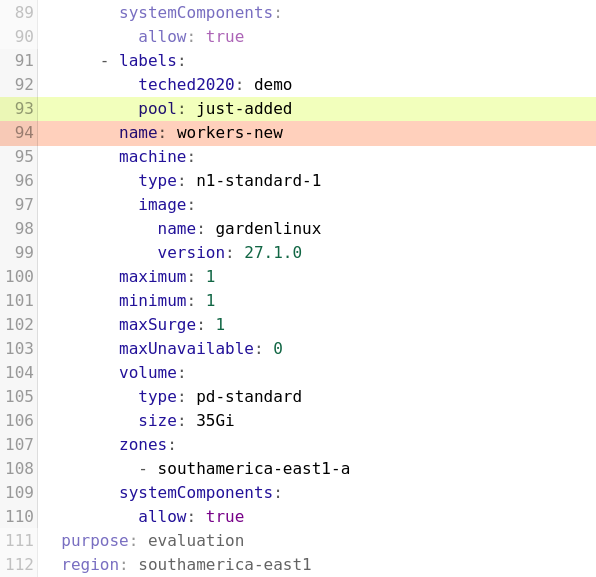 89 systemComponents:
90 allow: true
91 - labels:
92 teched2020: demo
93 pool: just-added
94 name: workers-new
95 machine:
96 type: n1-standard-1
97 image:
98 name: gardenlinux
99 version: 27.1.0
100 maximum: 1
101 minimum: 1
102 maxSurge: 1
103 maxUnavailable: 0
104 volume:
105 type: pd-standard
106 size: 35Gi
107 zones:
108 - southamerica-east1-a
109 systemComponents:
110 allow: true
111 purpose: evaluation
112 region: southamerica-east1